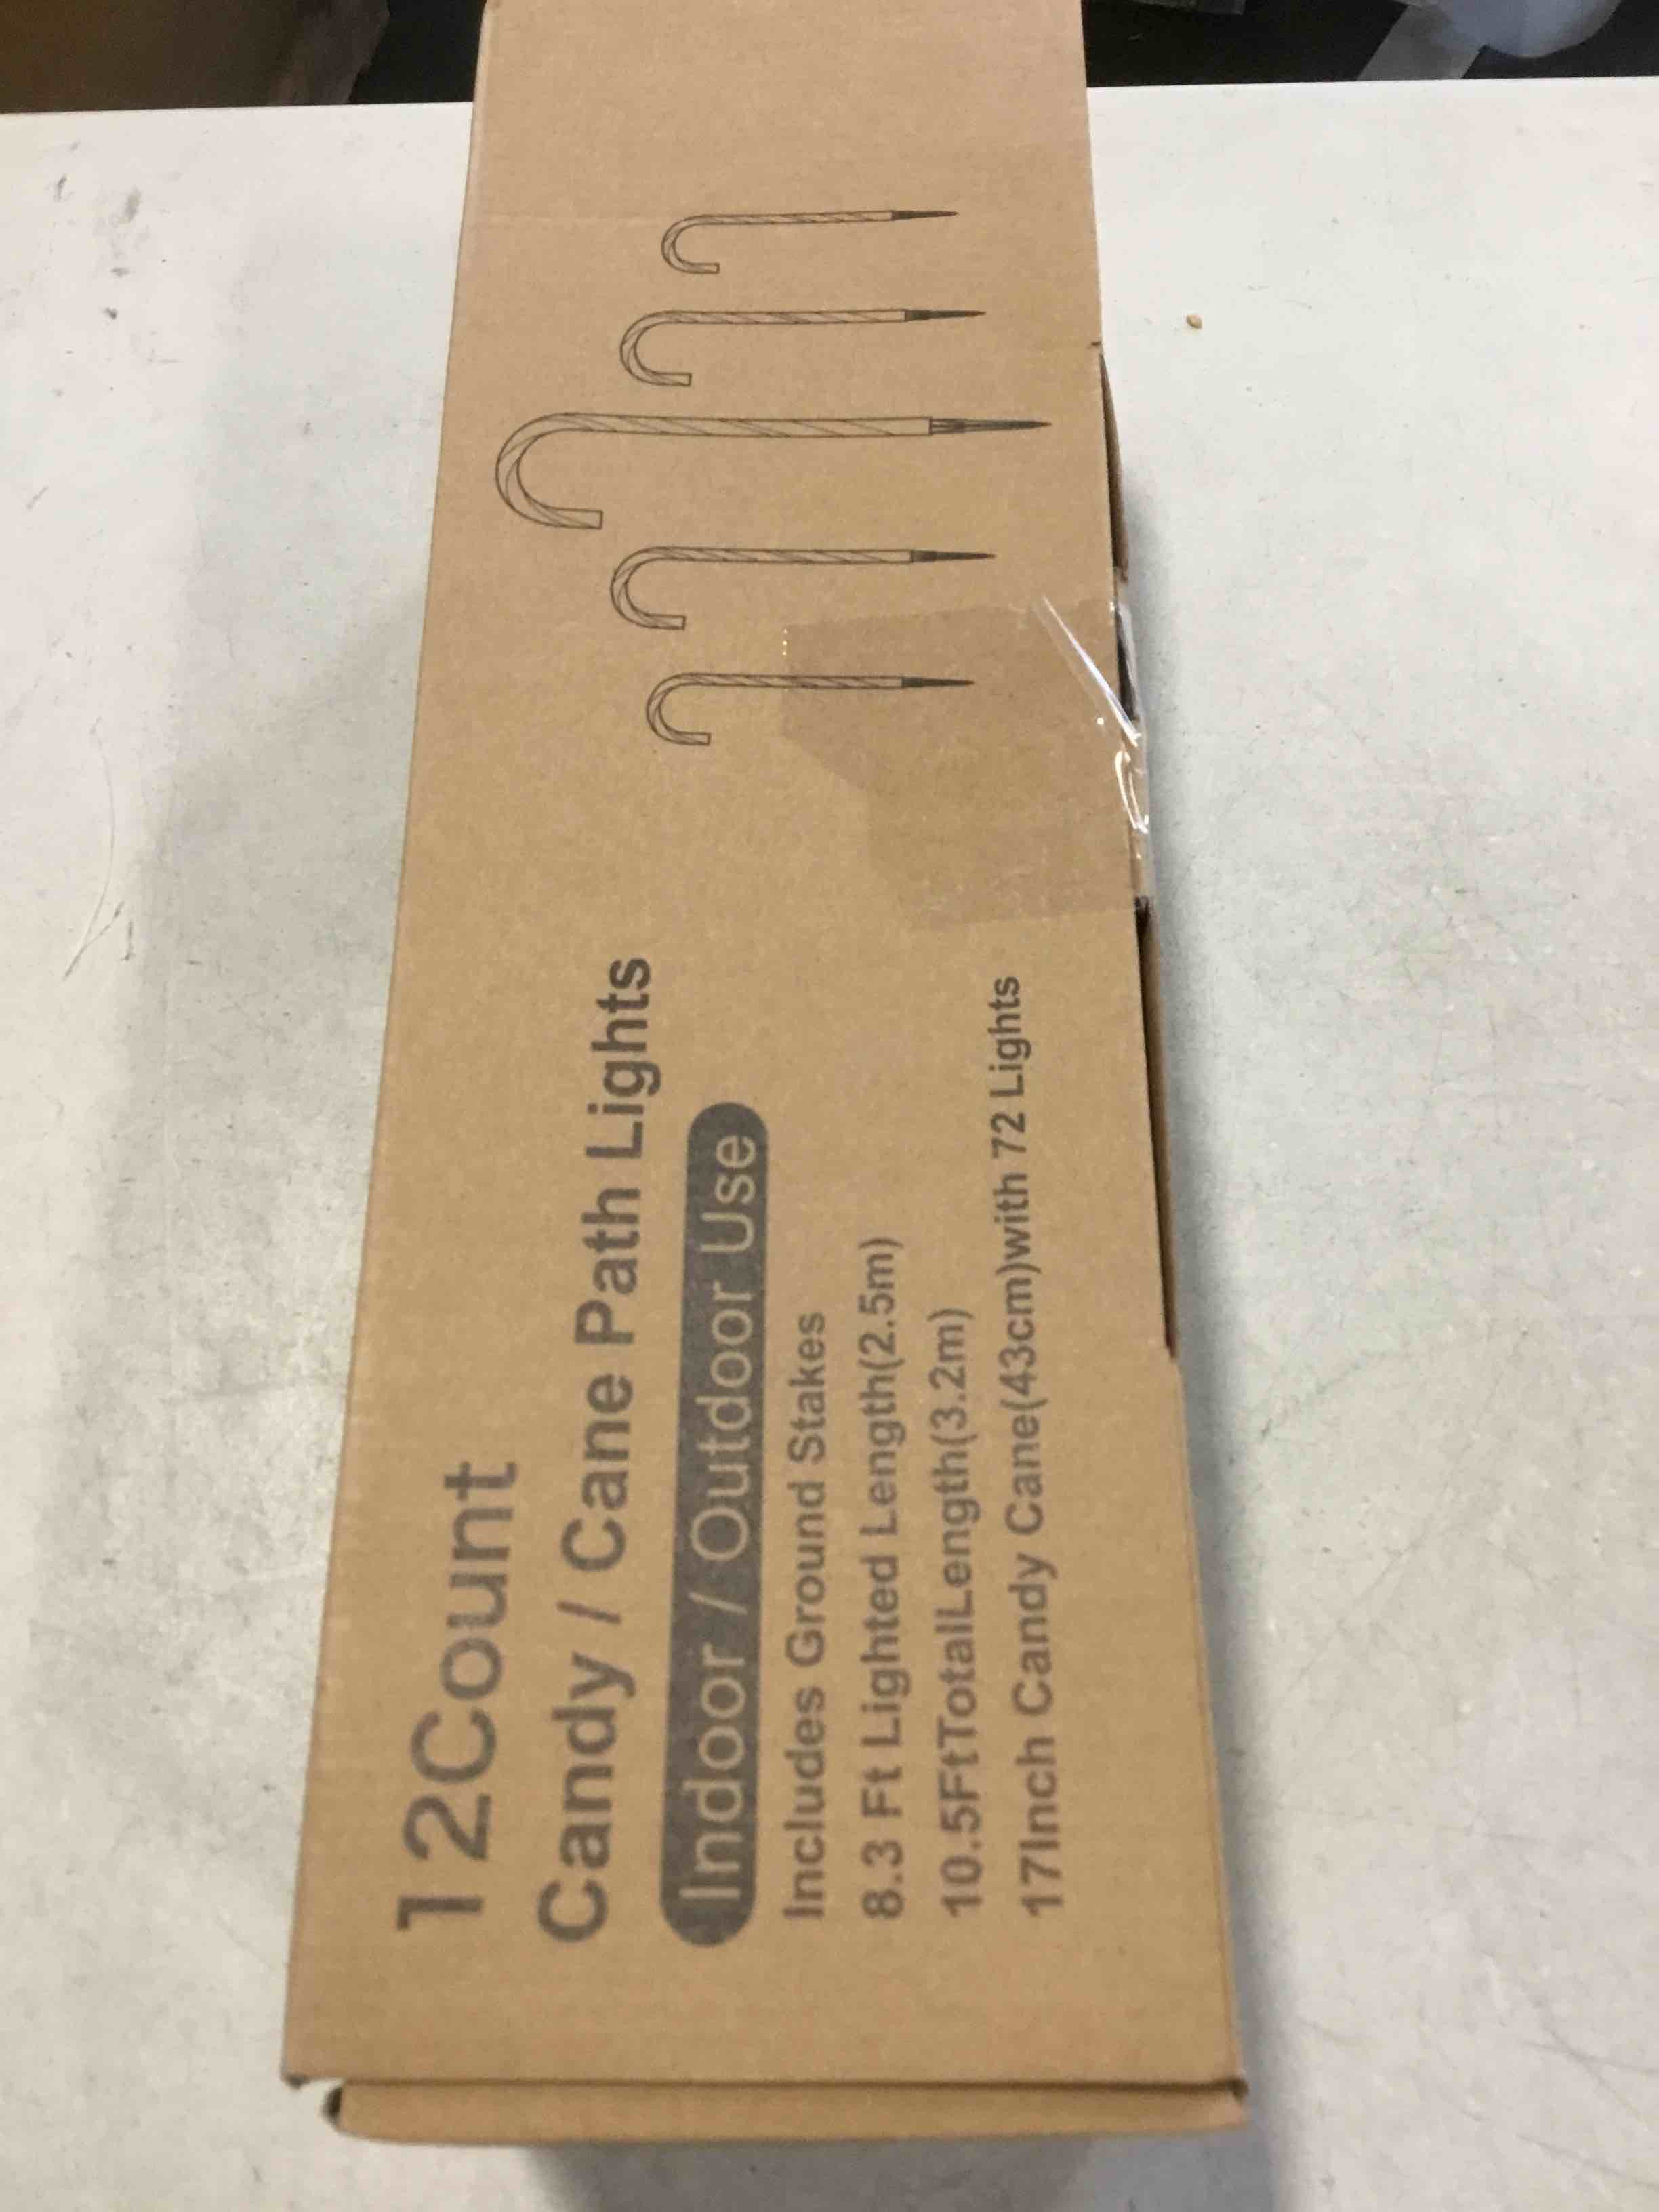 12Count
Candy / Cane Path Lights
Indoor / Outdoor Use
Includes Ground Stakes
8.3 Ft Lighted Length(2.5m)
10.5FtTotalLength(3.2m)
17Inch Candy Cane(43cm)with 72 Lights